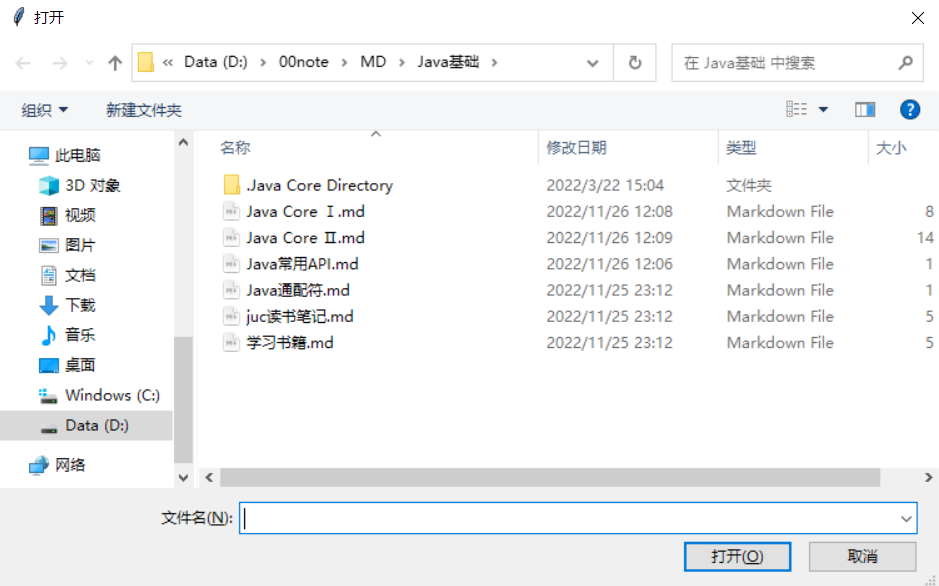 打开
« Data (D:) › 00note › MD › Java基础 ›
在 Java基础 中搜索
组织 新建文件夹
名称 修改日期 类型 大小
此电脑
3D 对象
视频
图片
文档
下载
音乐
桌面
Windows (C:)
Data (D:)
网络
.Java Core Directory 2022/3/22 15:04 文件夹
Java Core Ⅰ.md 2022/11/26 12:08 Markdown File 8
Java Core Ⅱ.md 2022/11/26 12:09 Markdown File 14
Java常用API.md 2022/11/26 12:06 Markdown File 1
Java通配符.md 2022/11/25 23:12 Markdown File 1
juc读书笔记.md 2022/11/25 23:12 Markdown File 5
学习书籍.md 2022/11/25 23:12 Markdown File 5
文件名(N):
打开(O) 取消